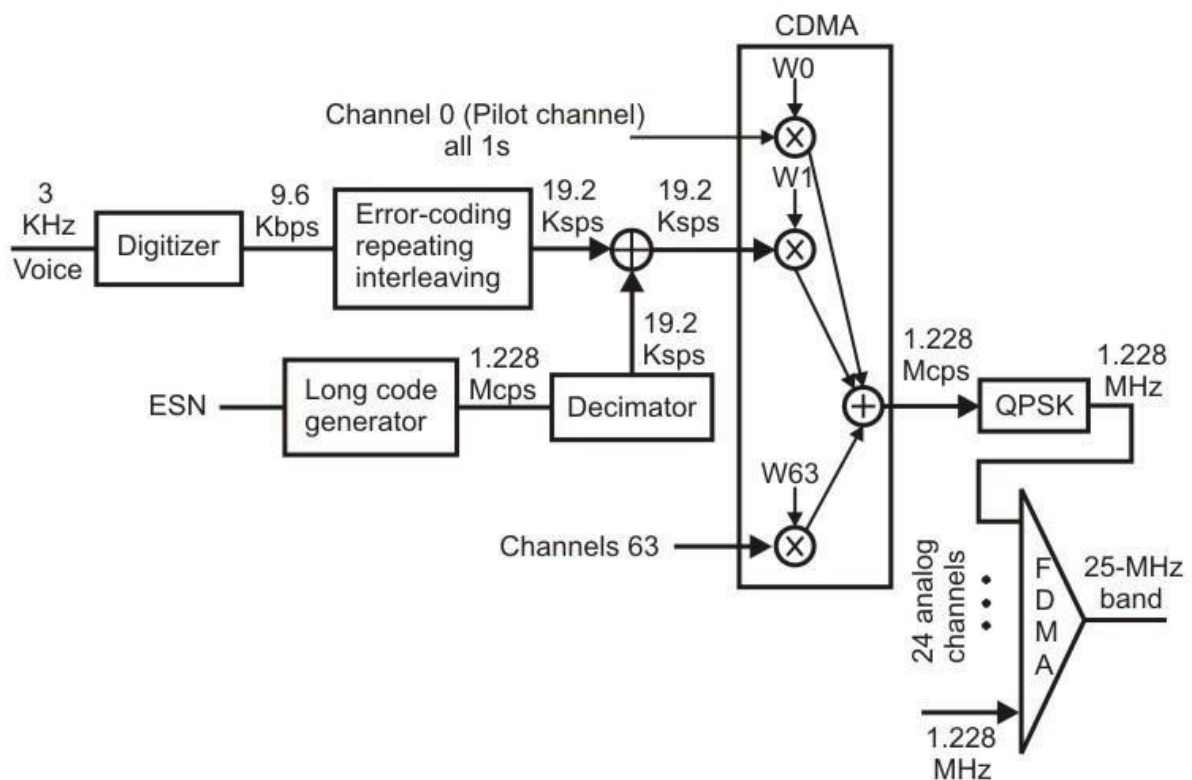 CDMA
W0
Channel 0 (Pilot channel)
all 1s
W1
3
KHz
Voice
Digitizer
9.6
Kbps
Error-coding
repeating
interleaving
19.2
Ksps
19.2
Ksps
19.2
Ksps
ESN
Long code
generator
1.228
Mcps
Decimator
1.228
Mcps
QPSK
1.228
MHz
W63
Channels 63
24 analog
channels
F
D
M
A
25-MHz
band
1.228
MHz